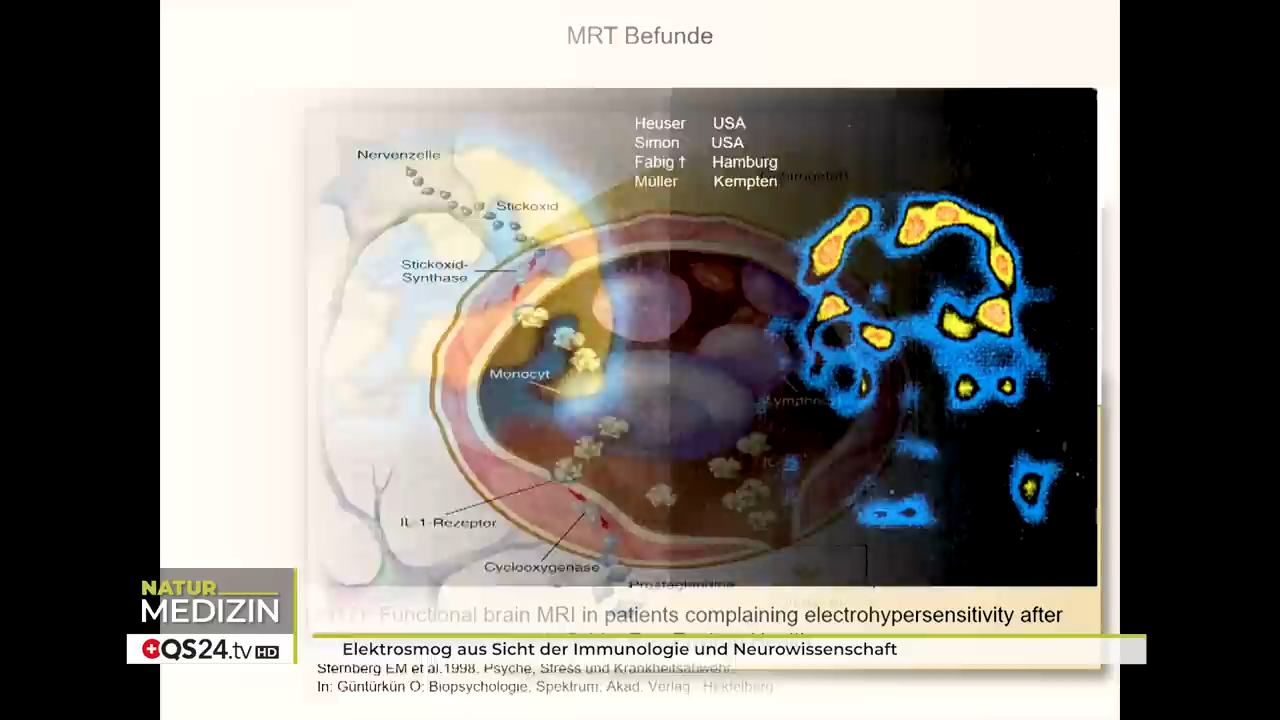 MRT Befunde
Heuser USA
Simon USA
Fabig † Hamburg
Müller Kempten
Nervenzelle
Stickoxid
Stickoxid-
Synthase
Monocyt
Lymphocyt
IL-1-Rezeptor
Cyclooxygenase
Prostaglandine
Functional brain MRI in patients complaining electrohypersensitivity after
NATUR
MEDIZIN
QS24.tv HD
Elektrosmog aus Sicht der Immunologie und Neurowissenschaft
Sternberg EM et al.1998. Psyche, Stress und Krankheitsabwehr.
In: Güntürkün O: Biopsychologie, Spektrum, Akad. Verlag Heidelberg